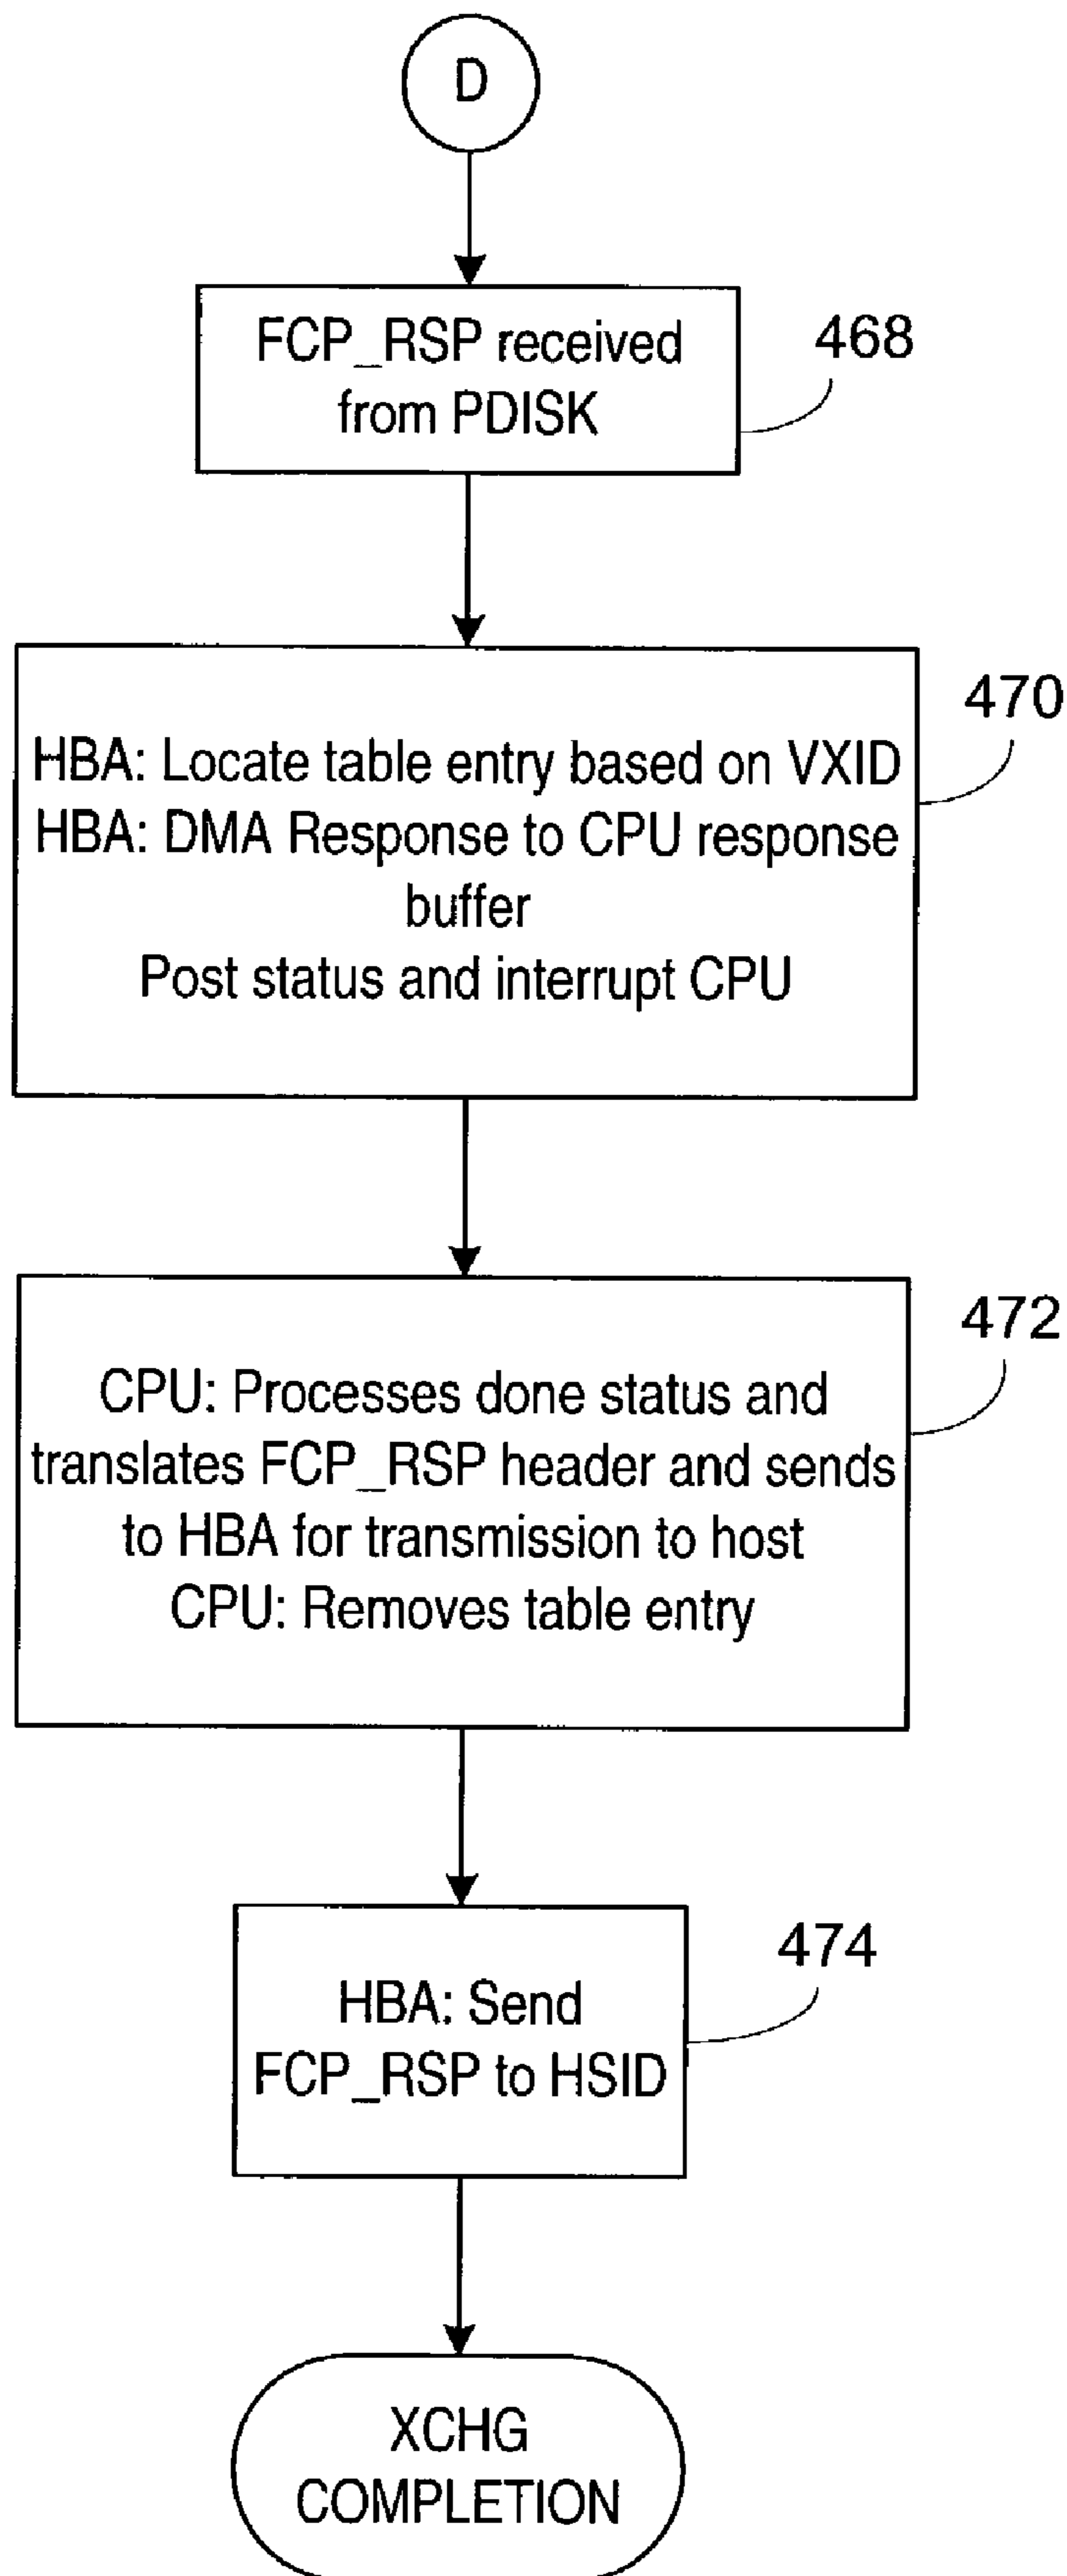 D
FCP_RSP received
from PDISK
468
HBA: Locate table entry based on VXID
HBA: DMA Response to CPU response
buffer
Post status and interrupt CPU
470
CPU: Processes done status and
translates FCP_RSP header and sends
to HBA for transmission to host
CPU: Removes table entry
472
HBA: Send
FCP_RSP to HSID
474
XCHG
COMPLETION